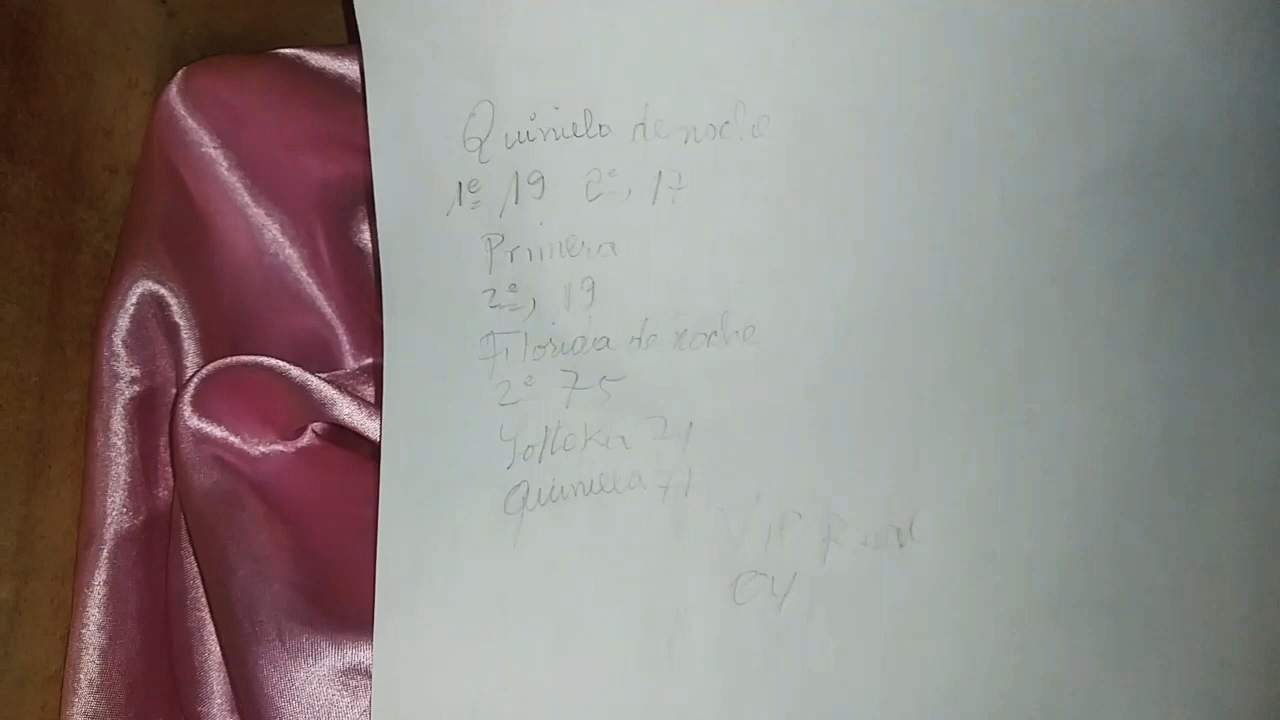 Quiniela de noche
1º 19 2º, 17
Primera
2º, 19
Florida de noche
2º 75
71
Quiniela 71
VIP
04